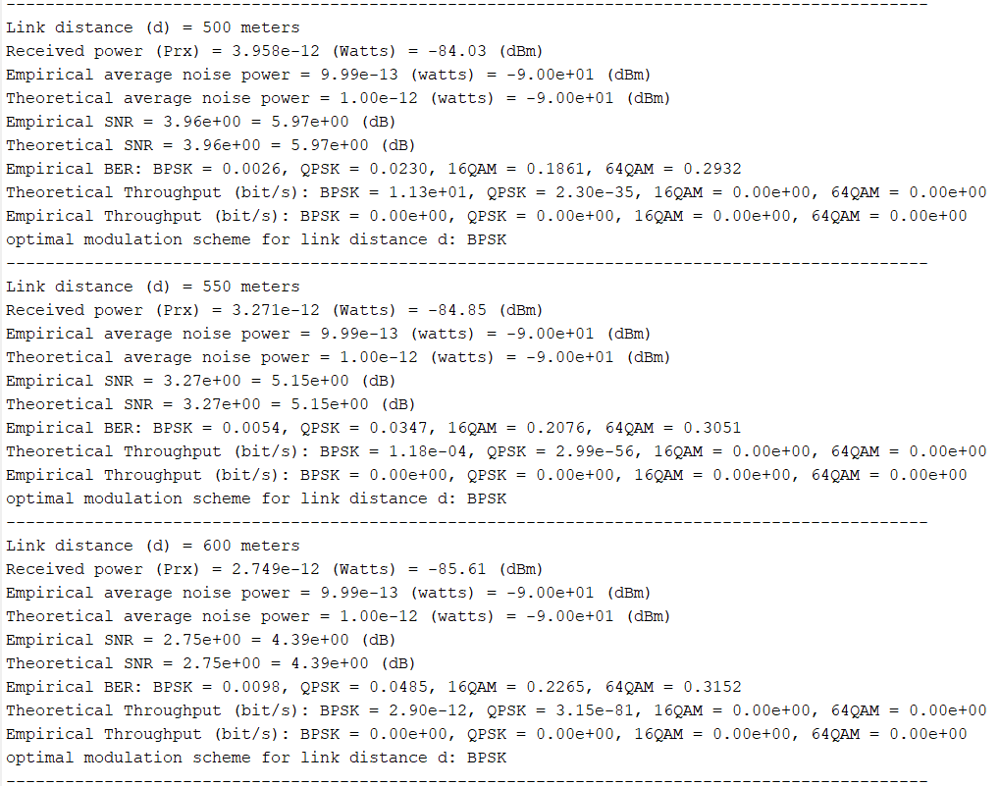 --------------------------------------------------------------------------------------------
Link distance (d) = 500 meters
Received power (Prx) = 3.958e-12 (Watts) = -84.03 (dBm)
Empirical average noise power = 9.99e-13 (watts) = -9.00e+01 (dBm)
Theoretical average noise power = 1.00e-12 (watts) = -9.00e+01 (dBm)
Empirical SNR = 3.96e+00 = 5.97e+00 (dB)
Theoretical SNR = 3.96e+00 = 5.97e+00 (dB)
Empirical BER: BPSK = 0.0026, QPSK = 0.0230, 16QAM = 0.1861, 64QAM = 0.2932
Theoretical Throughput (bit/s): BPSK = 1.13e+01, QPSK = 2.30e-35, 16QAM = 0.00e+00, 64QAM = 0.00e+00
Empirical Throughput (bit/s): BPSK = 0.00e+00, QPSK = 0.00e+00, 16QAM = 0.00e+00, 64QAM = 0.00e+00
optimal modulation scheme for link distance d: BPSK
--------------------------------------------------------------------------------------------
Link distance (d) = 550 meters
Received power (Prx) = 3.271e-12 (Watts) = -84.85 (dBm)
Empirical average noise power = 9.99e-13 (watts) = -9.00e+01 (dBm)
Theoretical average noise power = 1.00e-12 (watts) = -9.00e+01 (dBm)
Empirical SNR = 3.27e+00 = 5.15e+00 (dB)
Theoretical SNR = 3.27e+00 = 5.15e+00 (dB)
Empirical BER: BPSK = 0.0054, QPSK = 0.0347, 16QAM = 0.2076, 64QAM = 0.3051
Theoretical Throughput (bit/s): BPSK = 1.18e-04, QPSK = 2.99e-56, 16QAM = 0.00e+00, 64QAM = 0.00e+00
Empirical Throughput (bit/s): BPSK = 0.00e+00, QPSK = 0.00e+00, 16QAM = 0.00e+00, 64QAM = 0.00e+00
optimal modulation scheme for link distance d: BPSK
--------------------------------------------------------------------------------------------
Link distance (d) = 600 meters
Received power (Prx) = 2.749e-12 (Watts) = -85.61 (dBm)
Empirical average noise power = 9.99e-13 (watts) = -9.00e+01 (dBm)
Theoretical average noise power = 1.00e-12 (watts) = -9.00e+01 (dBm)
Empirical SNR = 2.75e+00 = 4.39e+00 (dB)
Theoretical SNR = 2.75e+00 = 4.39e+00 (dB)
Empirical BER: BPSK = 0.0098, QPSK = 0.0485, 16QAM = 0.2265, 64QAM = 0.3152
Theoretical Throughput (bit/s): BPSK = 2.90e-12, QPSK = 3.15e-81, 16QAM = 0.00e+00, 64QAM = 0.00e+00
Empirical Throughput (bit/s): BPSK = 0.00e+00, QPSK = 0.00e+00, 16QAM = 0.00e+00, 64QAM = 0.00e+00
optimal modulation scheme for link distance d: BPSK
--------------------------------------------------------------------------------------------